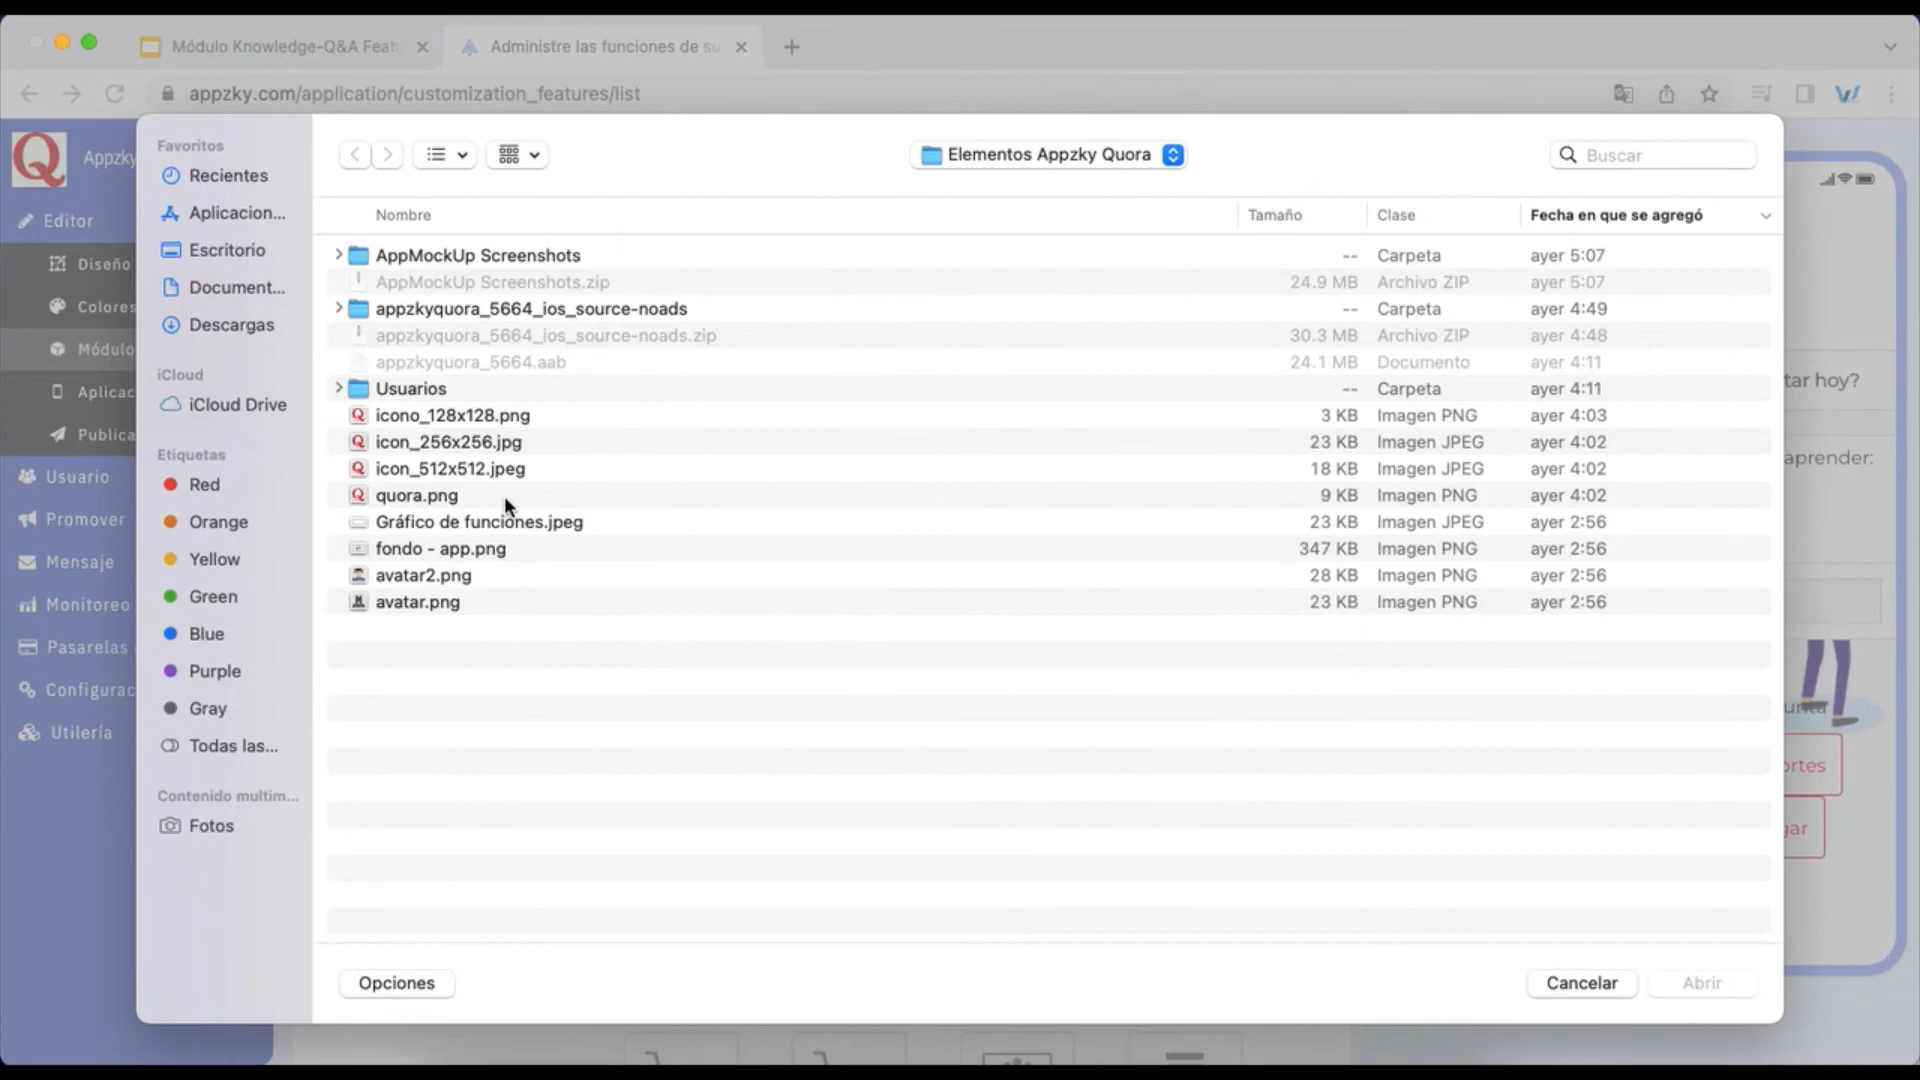 Módulo Knowledge-Q&A Feat
Administre las funciones de su
appzky.com/application/customization_features/list
Appzky
Editor
Diseño
Colores
Módulo
Aplicac
Publica
Usuario
Promover
Mensaje
Monitoreo
Pasarelas
Configurac
Utilería
Favoritos
Recientes
Aplicacion...
Escritorio
Document...
Descargas
iCloud
iCloud Drive
Etiquetas
Red
Orange
Yellow
Green
Blue
Purple
Gray
Todas las...
Contenido multim...
Fotos
Elementos Appzky Quora
Buscar
Nombre Tamaño Clase Fecha en que se agregó
AppMockUp Screenshots -- Carpeta ayer 5:07
AppMockUp Screenshots.zip 24.9 MB Archivo ZIP ayer 5:07
appzkyquora_5664_ios_source-noads -- Carpeta ayer 4:49
appzkyquora_5664_ios_source-noads.zip 30.3 MB Archivo ZIP ayer 4:48
appzkyquora_5664.aab 24.1 MB Documento ayer 4:11
Usuarios -- Carpeta ayer 4:11
icono_128x128.png 3 KB Imagen PNG ayer 4:03
icon_256x256.jpg 23 KB Imagen JPEG ayer 4:02
icon_512x512.jpeg 18 KB Imagen JPEG ayer 4:02
quora.png 9 KB Imagen PNG ayer 4:02
Gráfico de funciones.jpeg 23 KB Imagen JPEG ayer 2:56
fondo - app.png 347 KB Imagen PNG ayer 2:56
avatar2.png 28 KB Imagen PNG ayer 2:56
avatar.png 23 KB Imagen PNG ayer 2:56
Opciones
Cancelar
Abrir
tar hoy?
aprender:
unta
ortes
gar